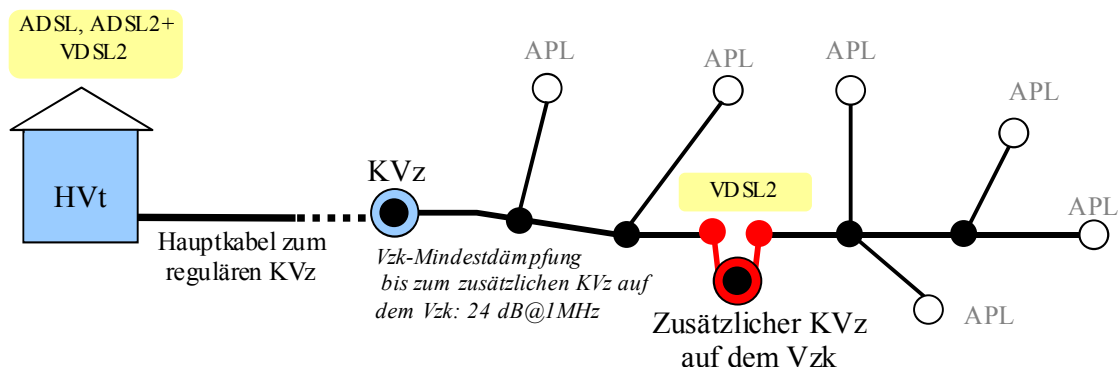 ADSL, ADSL2+
VDSL2
HVt
Hauptkabel zum
regulären KVz
KVz
Vzk-Mindestdämpfung
bis zum zusätzlichen KVz auf
dem Vzk: 24 dB@1MHz
APL
APL
VDSL2
Zusätzlicher KVz
auf dem Vzk
APL
APL
APL
APL